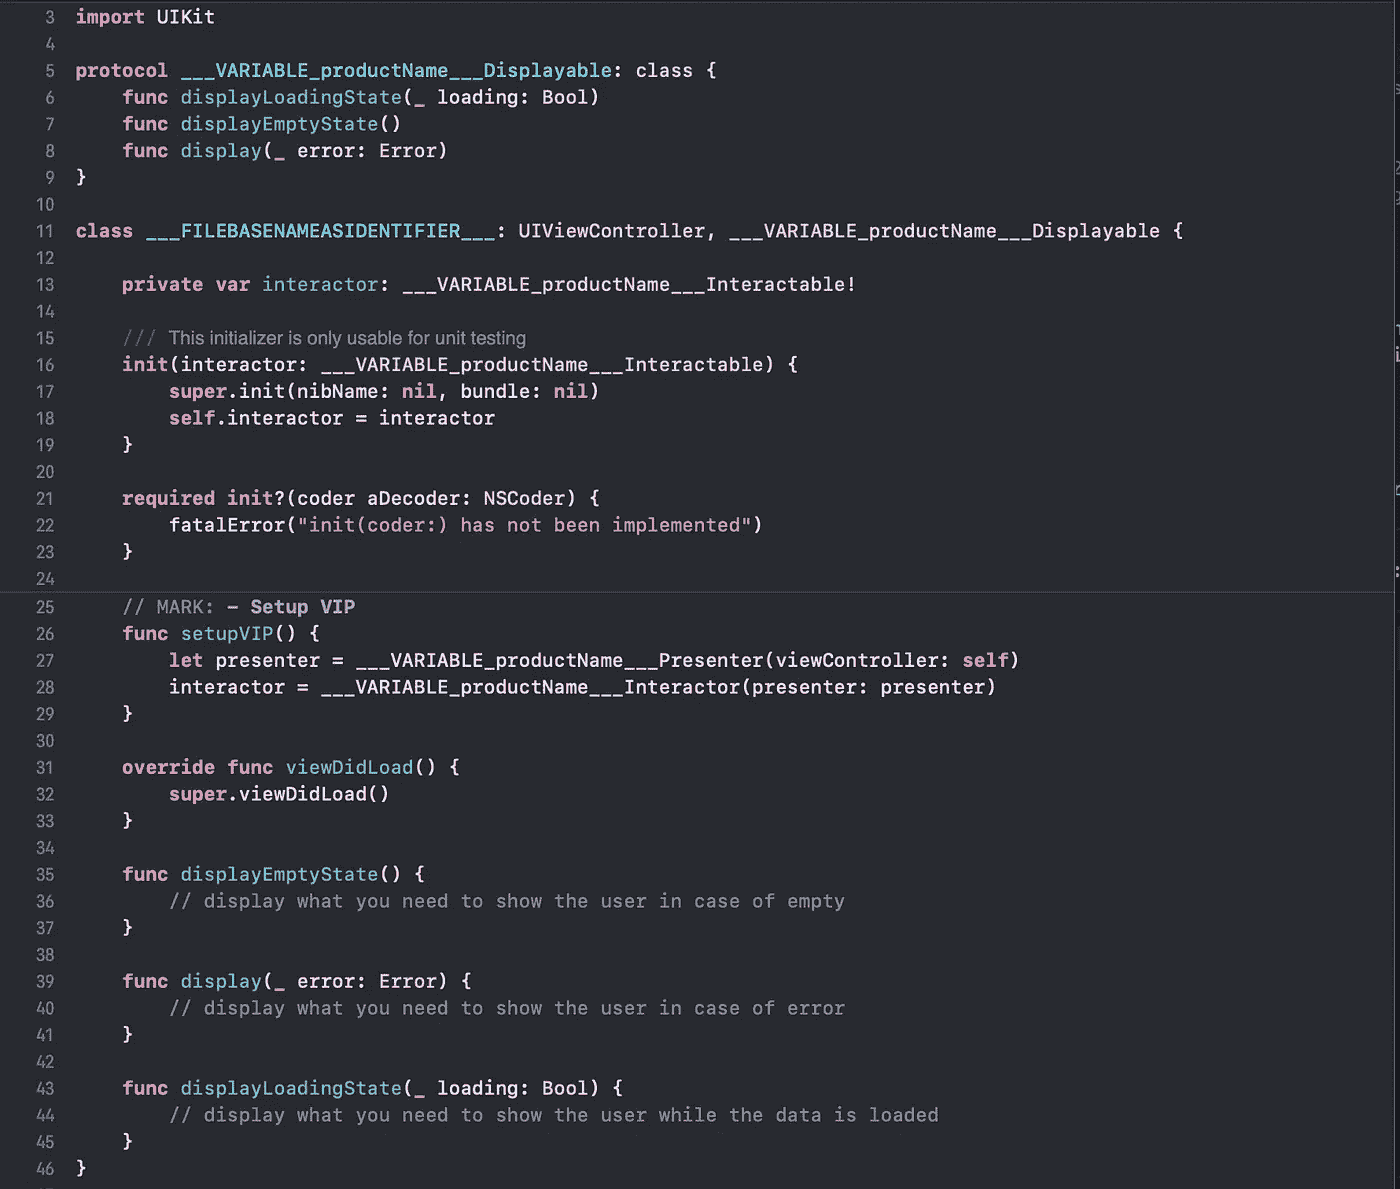 3 import UIKit
4
5 protocol ___VARIABLE_productName___Displayable: class {
6     func displayLoadingState(_ loading: Bool)
7     func displayEmptyState()
8     func display(_ error: Error)
9 }
10
11 class ___FILEBASENAMEASIDENTIFIER___: UIViewController, ___VARIABLE_productName___Displayable {
12
13     private var interactor: ___VARIABLE_productName___Interactable!
14
15     /// This initializer is only usable for unit testing
16     init(interactor: ___VARIABLE_productName___Interactable) {
17         super.init(nibName: nil, bundle: nil)
18         self.interactor = interactor
19     }
20
21     required init?(coder aDecoder: NSCoder) {
22         fatalError("init(coder:) has not been implemented")
23     }
24
25     // MARK: - Setup VIP
26     func setupVIP() {
27         let presenter = ___VARIABLE_productName___Presenter(viewController: self)
28         interactor = ___VARIABLE_productName___Interactor(presenter: presenter)
29     }
30
31     override func viewDidLoad() {
32         super.viewDidLoad()
33     }
34
35     func displayEmptyState() {
36         // display what you need to show the user in case of empty
37     }
38
39     func display(_ error: Error) {
40         // display what you need to show the user in case of error
41     }
42
43     func displayLoadingState(_ loading: Bool) {
44         // display what you need to show the user while the data is loaded
45     }
46 }